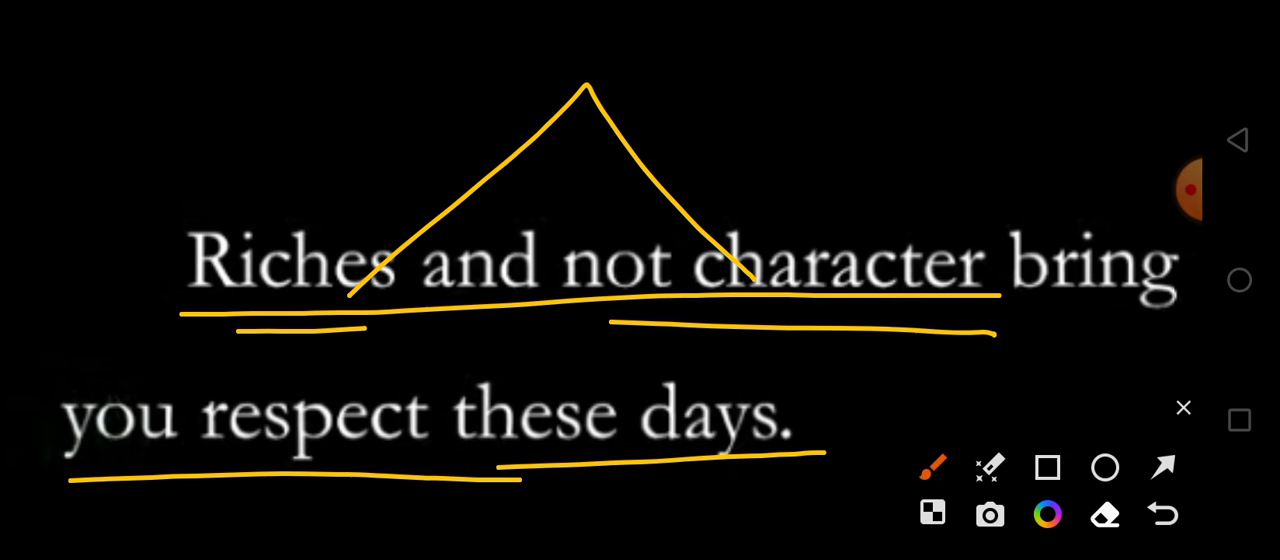 Riches and not character bring
you respect these days.